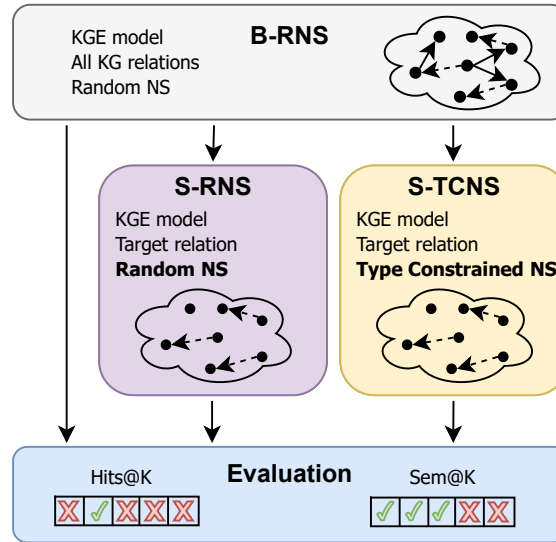 B-RNS
KGE model
All KG relations
Random NS
S-RNS
KGE model
Target relation
Random NS
S-TCNS
KGE model
Target relation
Type Constrained NS
Evaluation
Hits@K
Sem@K